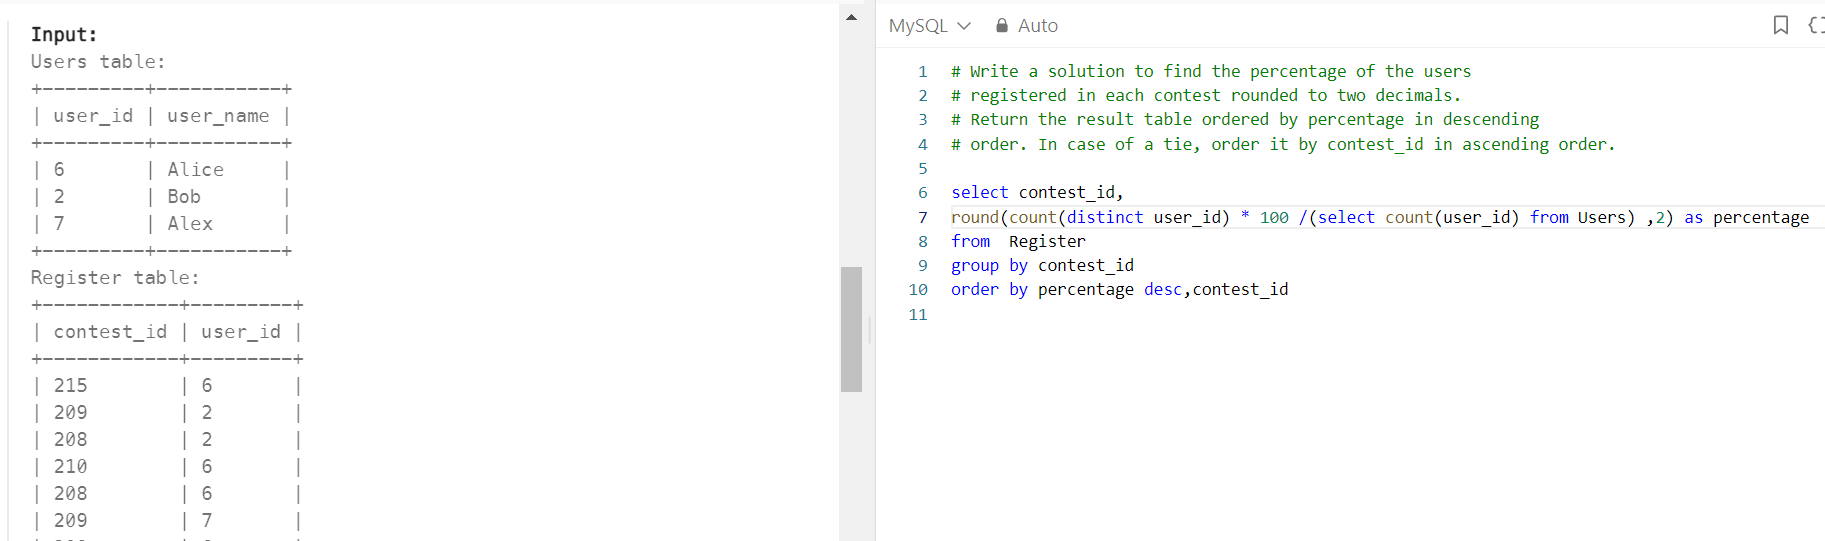 Input:
Users table:
+---------+-----------+
| user_id | user_name |
+---------+-----------+
| 6       | Alice     |
| 2       | Bob       |
| 7       | Alex      |
+---------+-----------+
Register table:
+------------+---------+
| contest_id | user_id |
+------------+---------+
| 215        | 6       |
| 209        | 2       |
| 208        | 2       |
| 210        | 6       |
| 208        | 6       |
| 209        | 7       |
MySQL Auto
1 # Write a solution to find the percentage of the users
2 # registered in each contest rounded to two decimals.
3 # Return the result table ordered by percentage in descending
4 # order. In case of a tie, order it by contest_id in ascending order.
5
6 select contest_id,
7 round(count(distinct user_id) * 100 /(select count(user_id) from Users) ,2) as percentage
8 from  Register
9 group by contest_id
10 order by percentage desc,contest_id
11